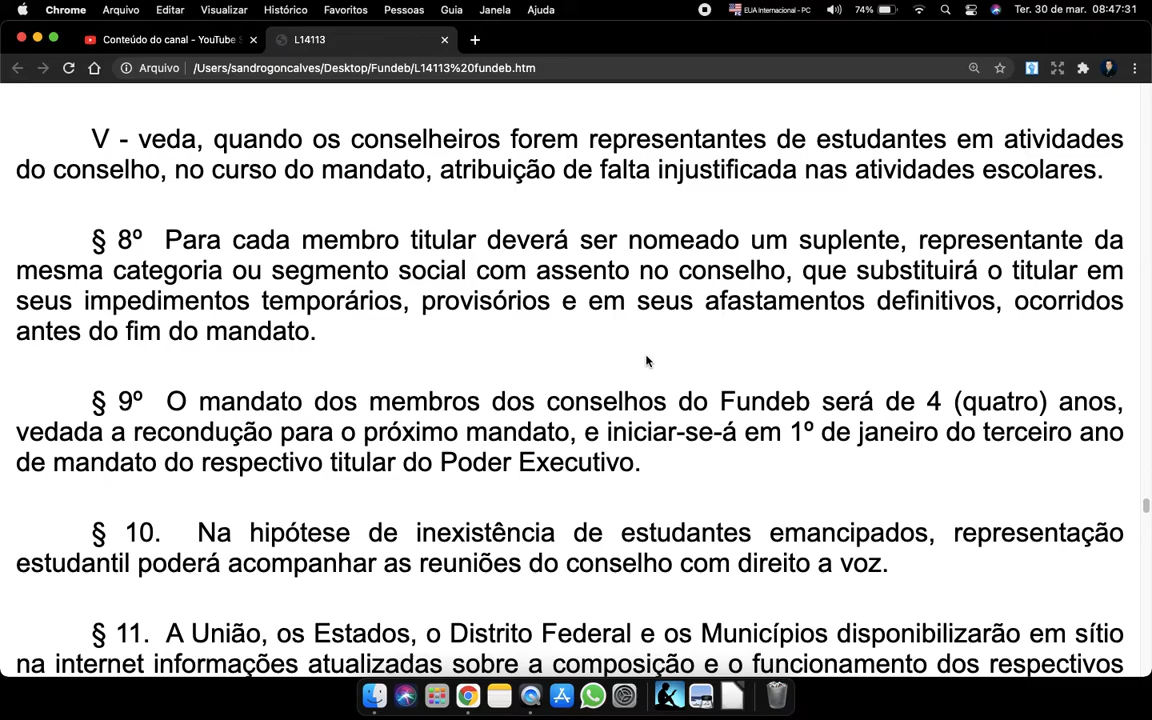 Chrome Arquivo Editar Visualizar Histórico Favoritos Pessoas Guia Janela Ajuda EUA Internacional - PC 74% Ter. 30 de mar. 08:47:31
Conteúdo do canal - YouTube L14113
Arquivo /Users/sandrogoncalves/Desktop/Fundeb/L14113%20fundeb.htm
V - veda, quando os conselheiros forem representantes de estudantes em atividades
do conselho, no curso do mandato, atribuição de falta injustificada nas atividades escolares.
§ 8º Para cada membro titular deverá ser nomeado um suplente, representante da
mesma categoria ou segmento social com assento no conselho, que substituirá o titular em
seus impedimentos temporários, provisórios e em seus afastamentos definitivos, ocorridos
antes do fim do mandato.
§ 9º O mandato dos membros dos conselhos do Fundeb será de 4 (quatro) anos,
vedada a recondução para o próximo mandato, e iniciar-se-á em 1º de janeiro do terceiro ano
de mandato do respectivo titular do Poder Executivo.
§ 10. Na hipótese de inexistência de estudantes emancipados, representação
estudantil poderá acompanhar as reuniões do conselho com direito a voz.
§ 11. A União, os Estados, o Distrito Federal e os Municípios disponibilizarão em sítio
na internet informações atualizadas sobre a composição e o funcionamento dos respectivos